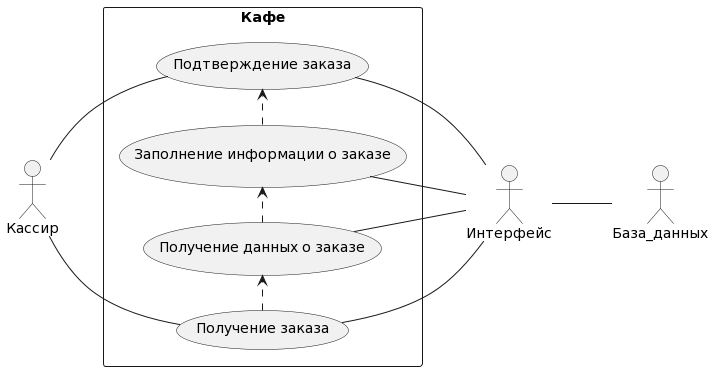 Кафе
Подтверждение заказа
Заполнение информации о заказе
Получение данных о заказе
Получение заказа
Кассир
Интерфейс
База_данных